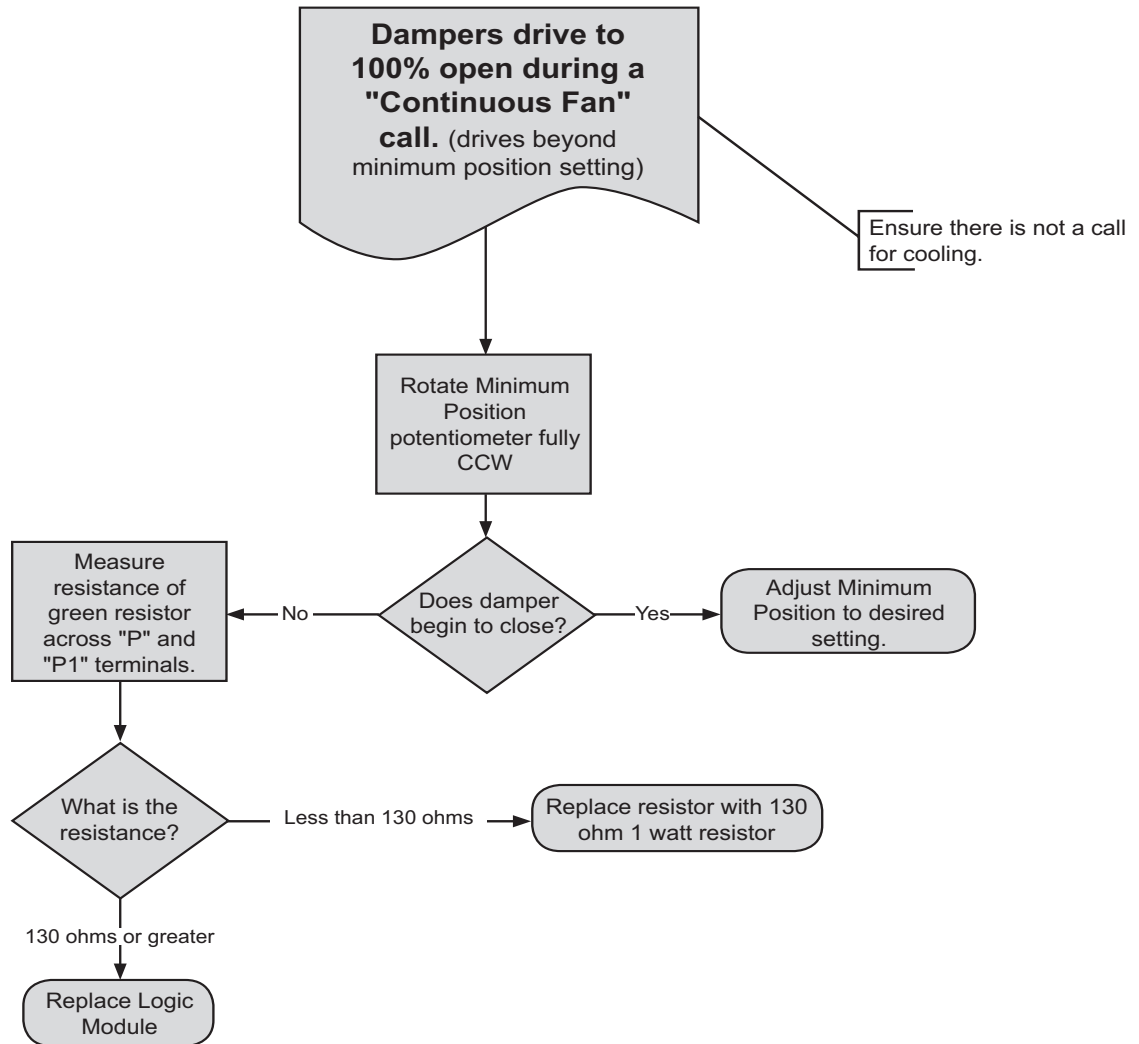 Dampers drive to
100% open during a
"Continuous Fan"
call. (drives beyond
minimum position setting)
Ensure there is not a call
for cooling.
Rotate Minimum
Position
potentiometer fully
CCW
Does damper
begin to close?
Yes
Adjust Minimum
Position to desired
setting.
No
Measure
resistance of
green resistor
across "P" and
"P1" terminals.
What is the
resistance?
Less than 130 ohms
Replace resistor with 130
ohm 1 watt resistor
130 ohms or greater
Replace Logic
Module